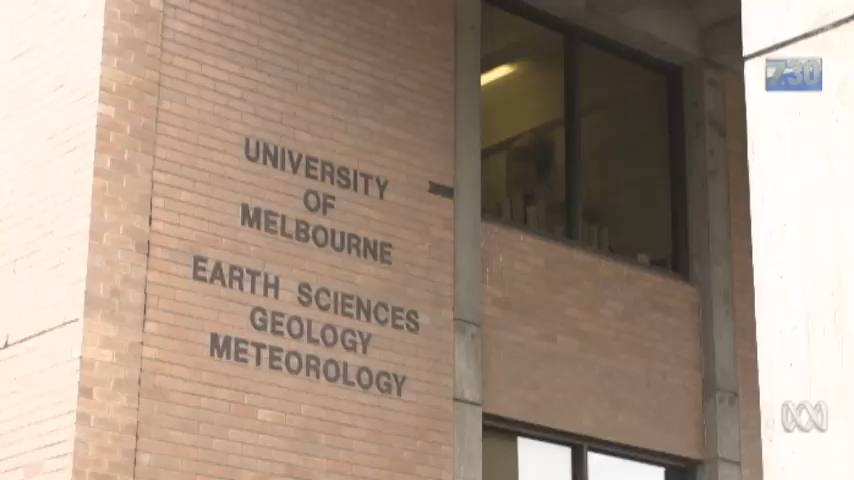 UNIVERSITY
OF
MELBOURNE
EARTH SCIENCES
GEOLOGY
METEOROLOGY
7.30